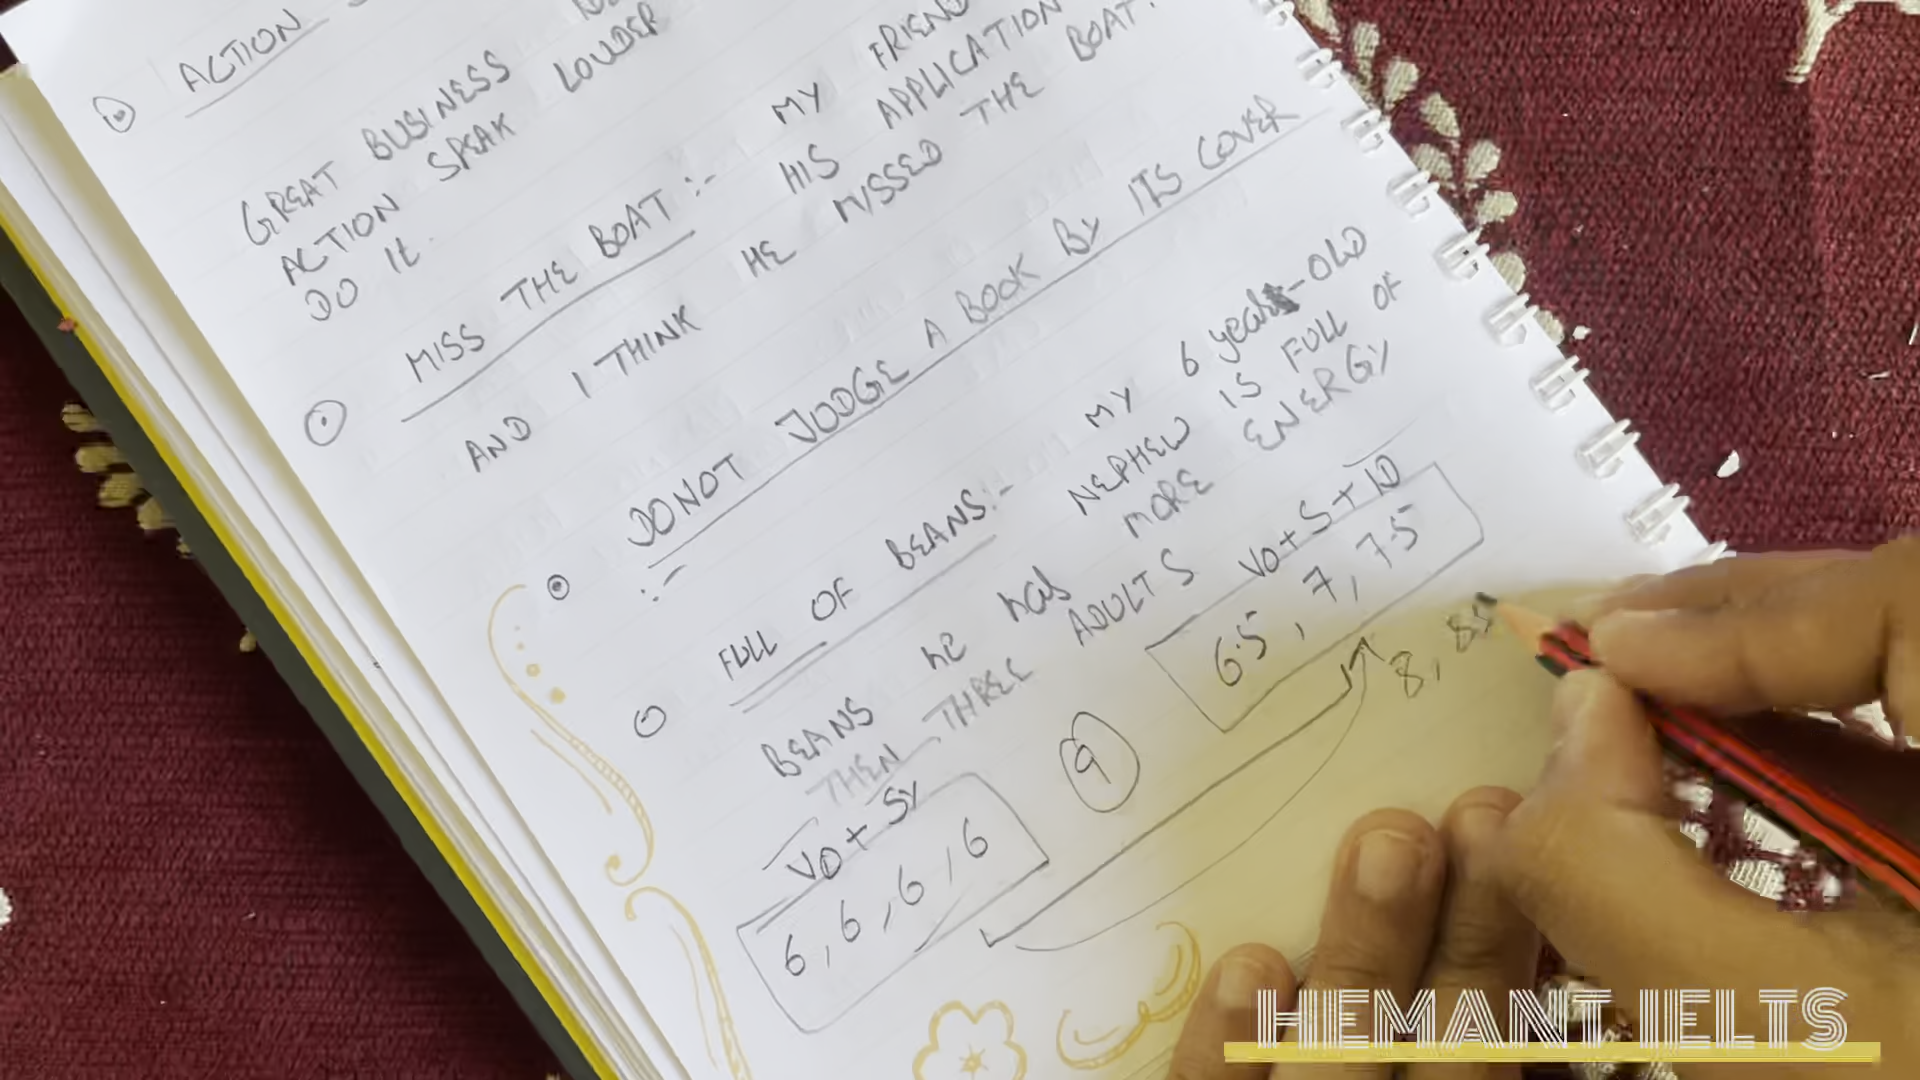 ACTION
GREAT BUSINESS
ACTION SPEAK LOUDER
DO It.
MISS THE BOAT :- MY FRIEND
HIS APPLICATION
AND I THINK HE MISSED THE BOAT.
DONOT JUDGE A BOOK BY ITS COVER
:-
FULL OF BEANS:- MY 6 year-OLD
NEPHEW IS FULL OF
BEANS he has MORE ENERGY
THEN THREE ADULTS
VO + S + ID
6.5, 7, 7.5
8, 8.5
9
VO + SY
6, 6, 6, 6
HEMANT IELTS